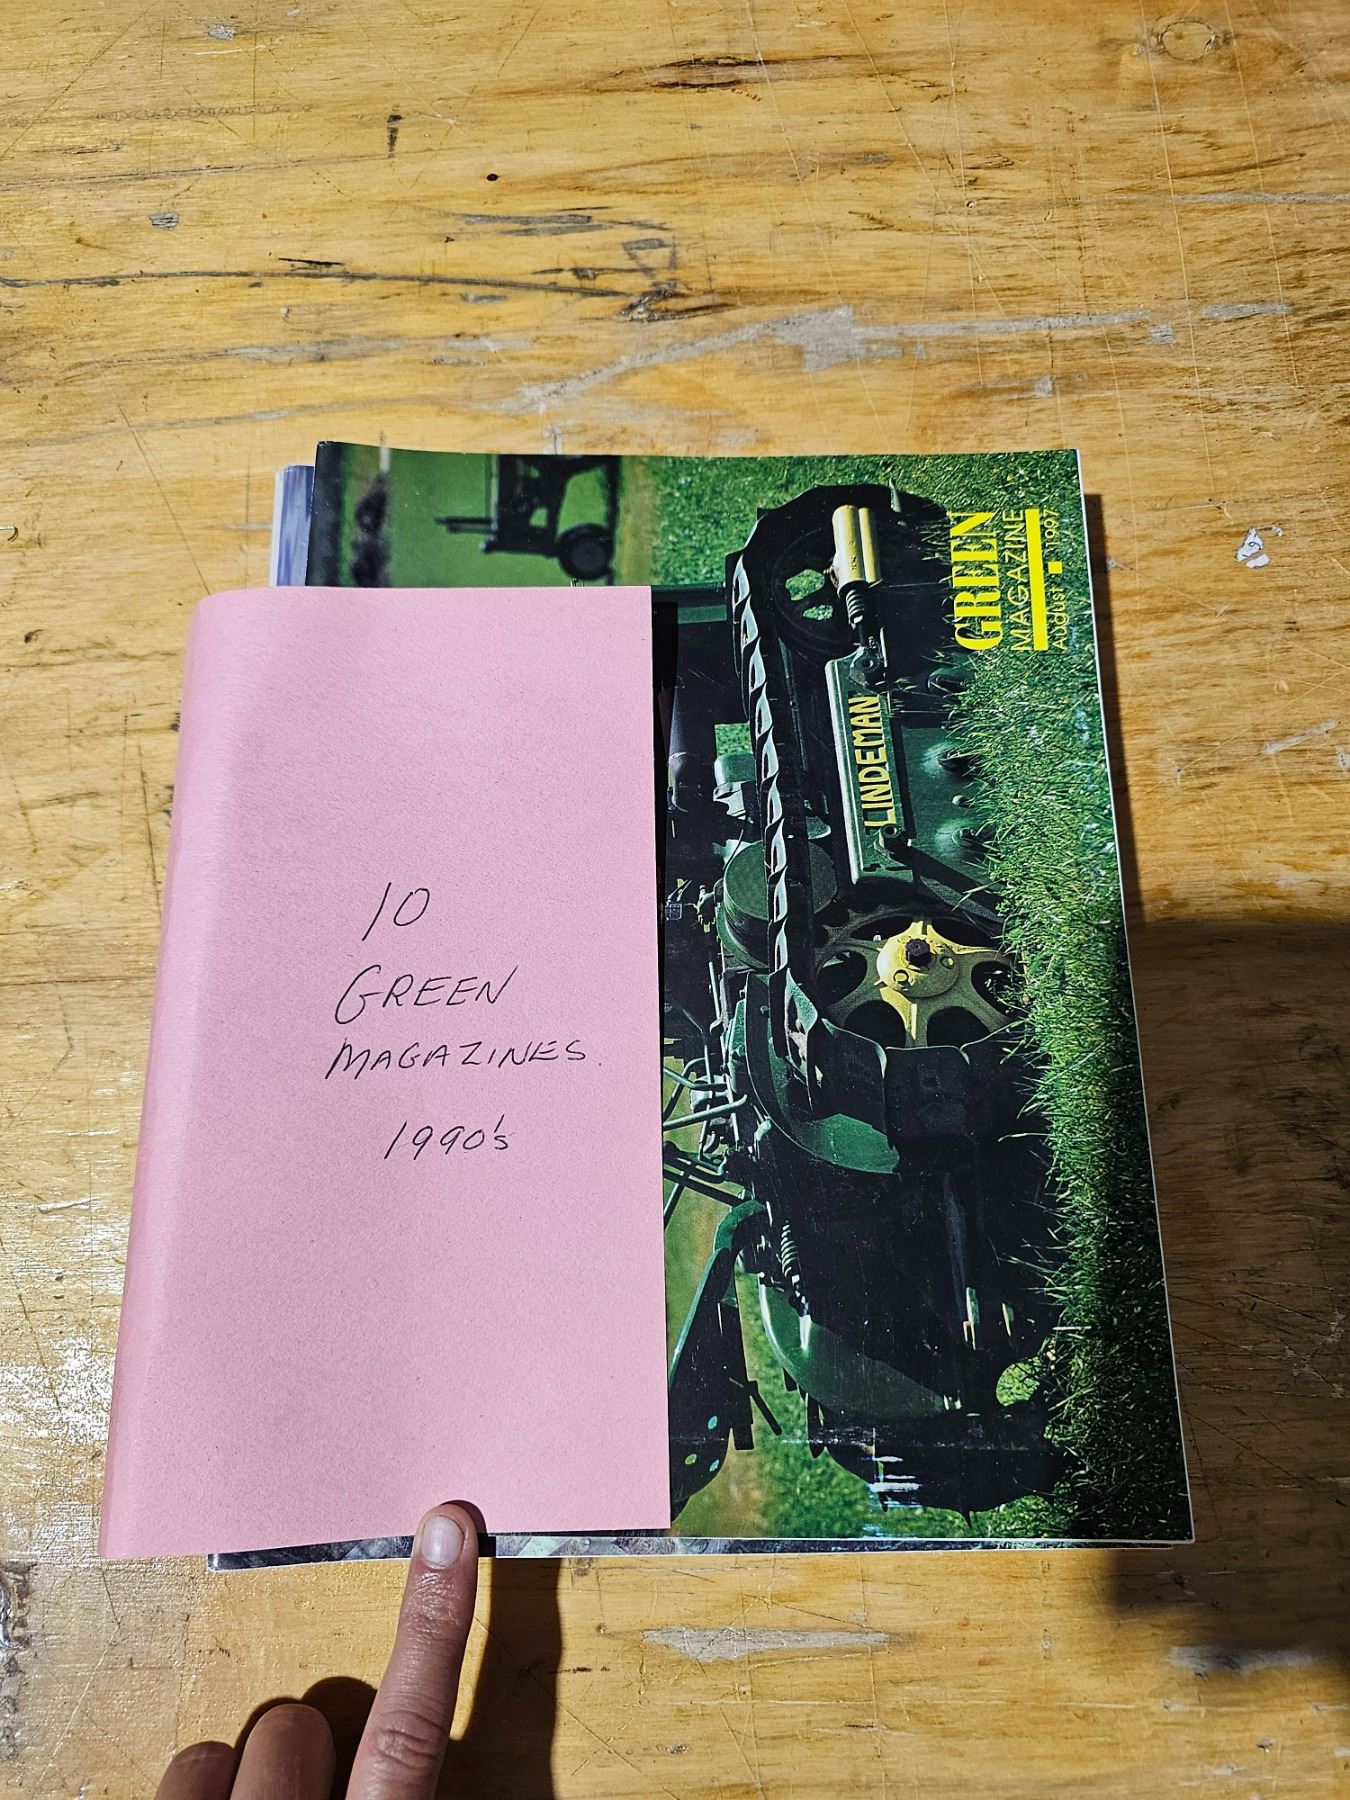 10
GREEN
MAGAZINES.
1990's
GREEN
MAGAZINE
August ▪ 1997
LINDEMAN